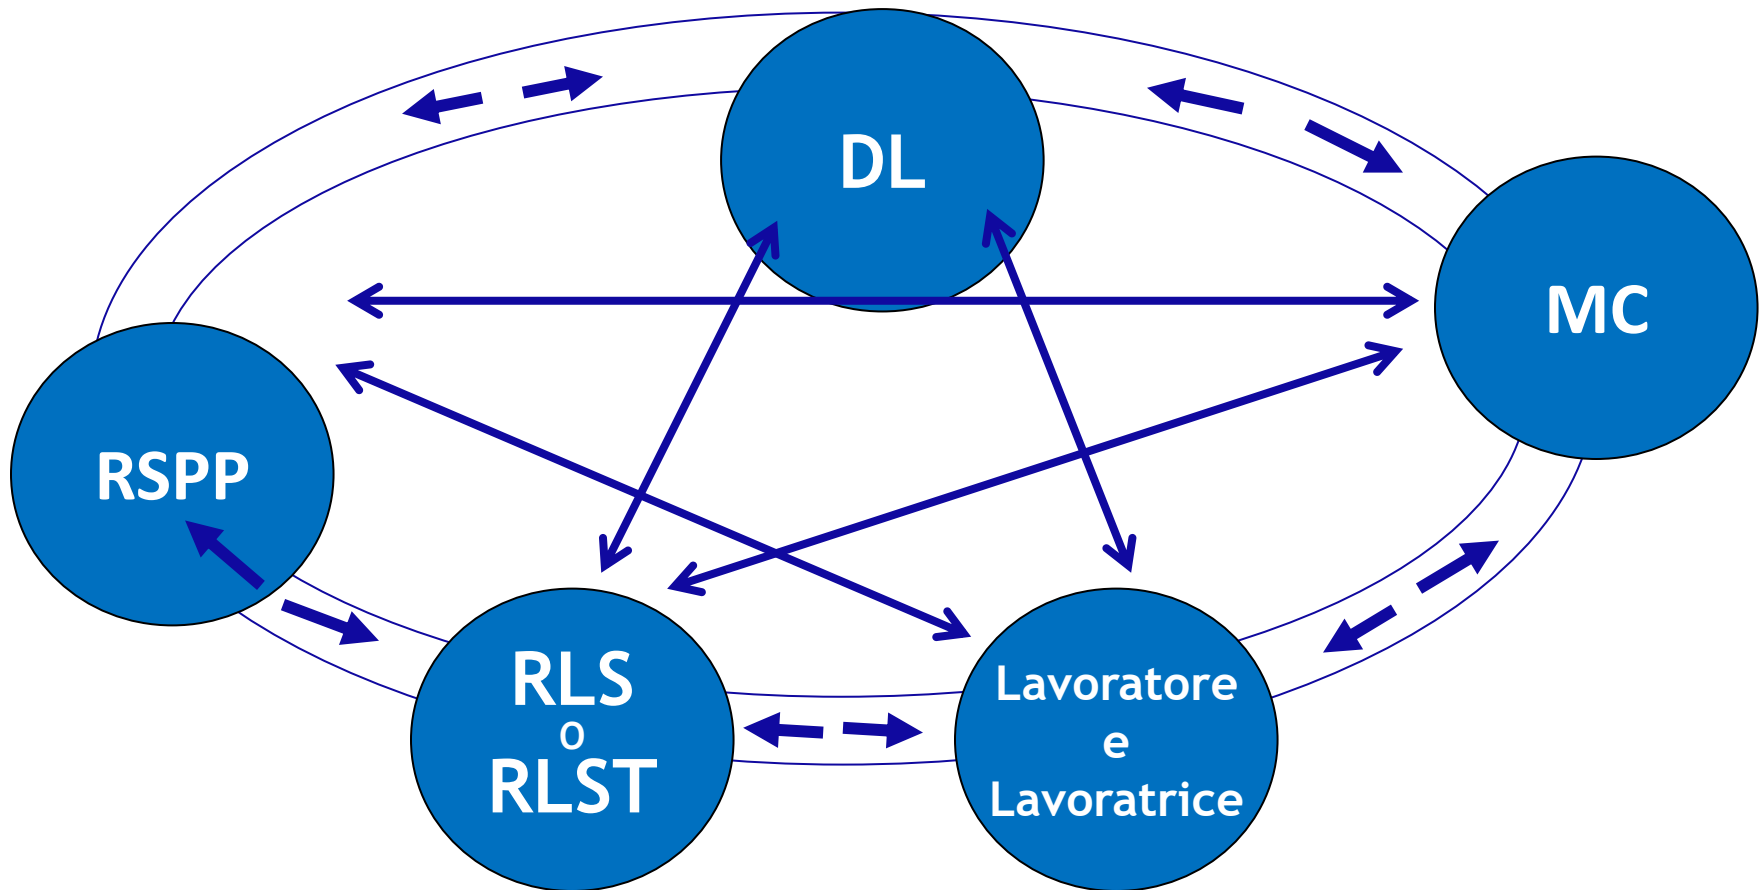 DL
MC
RSPP
RLS
o
RLST
Lavoratore
e
Lavoratrice